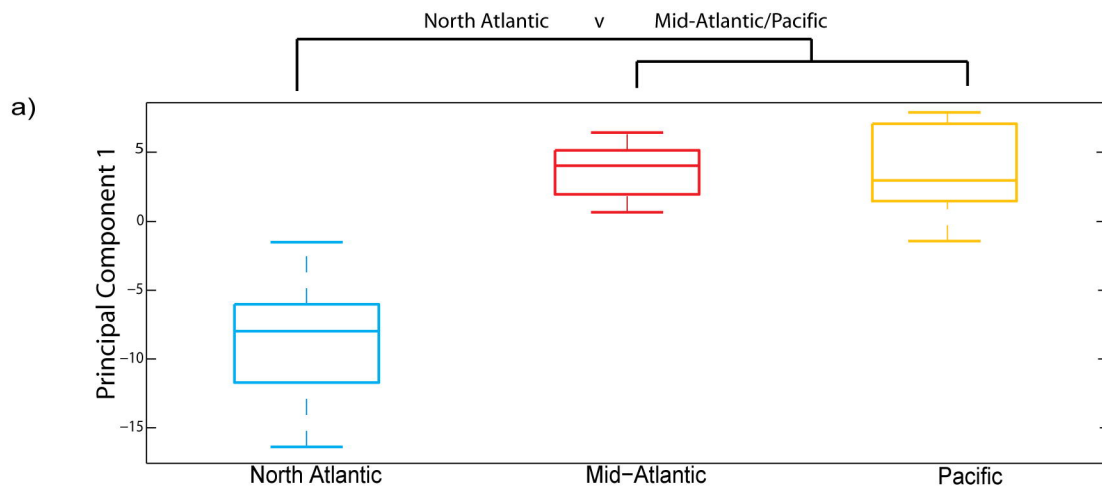 North Atlantic v Mid-Atlantic/Pacific
a)
Principal Component 1
5
0
−5
−10
−15
North Atlantic Mid−Atlantic Pacific